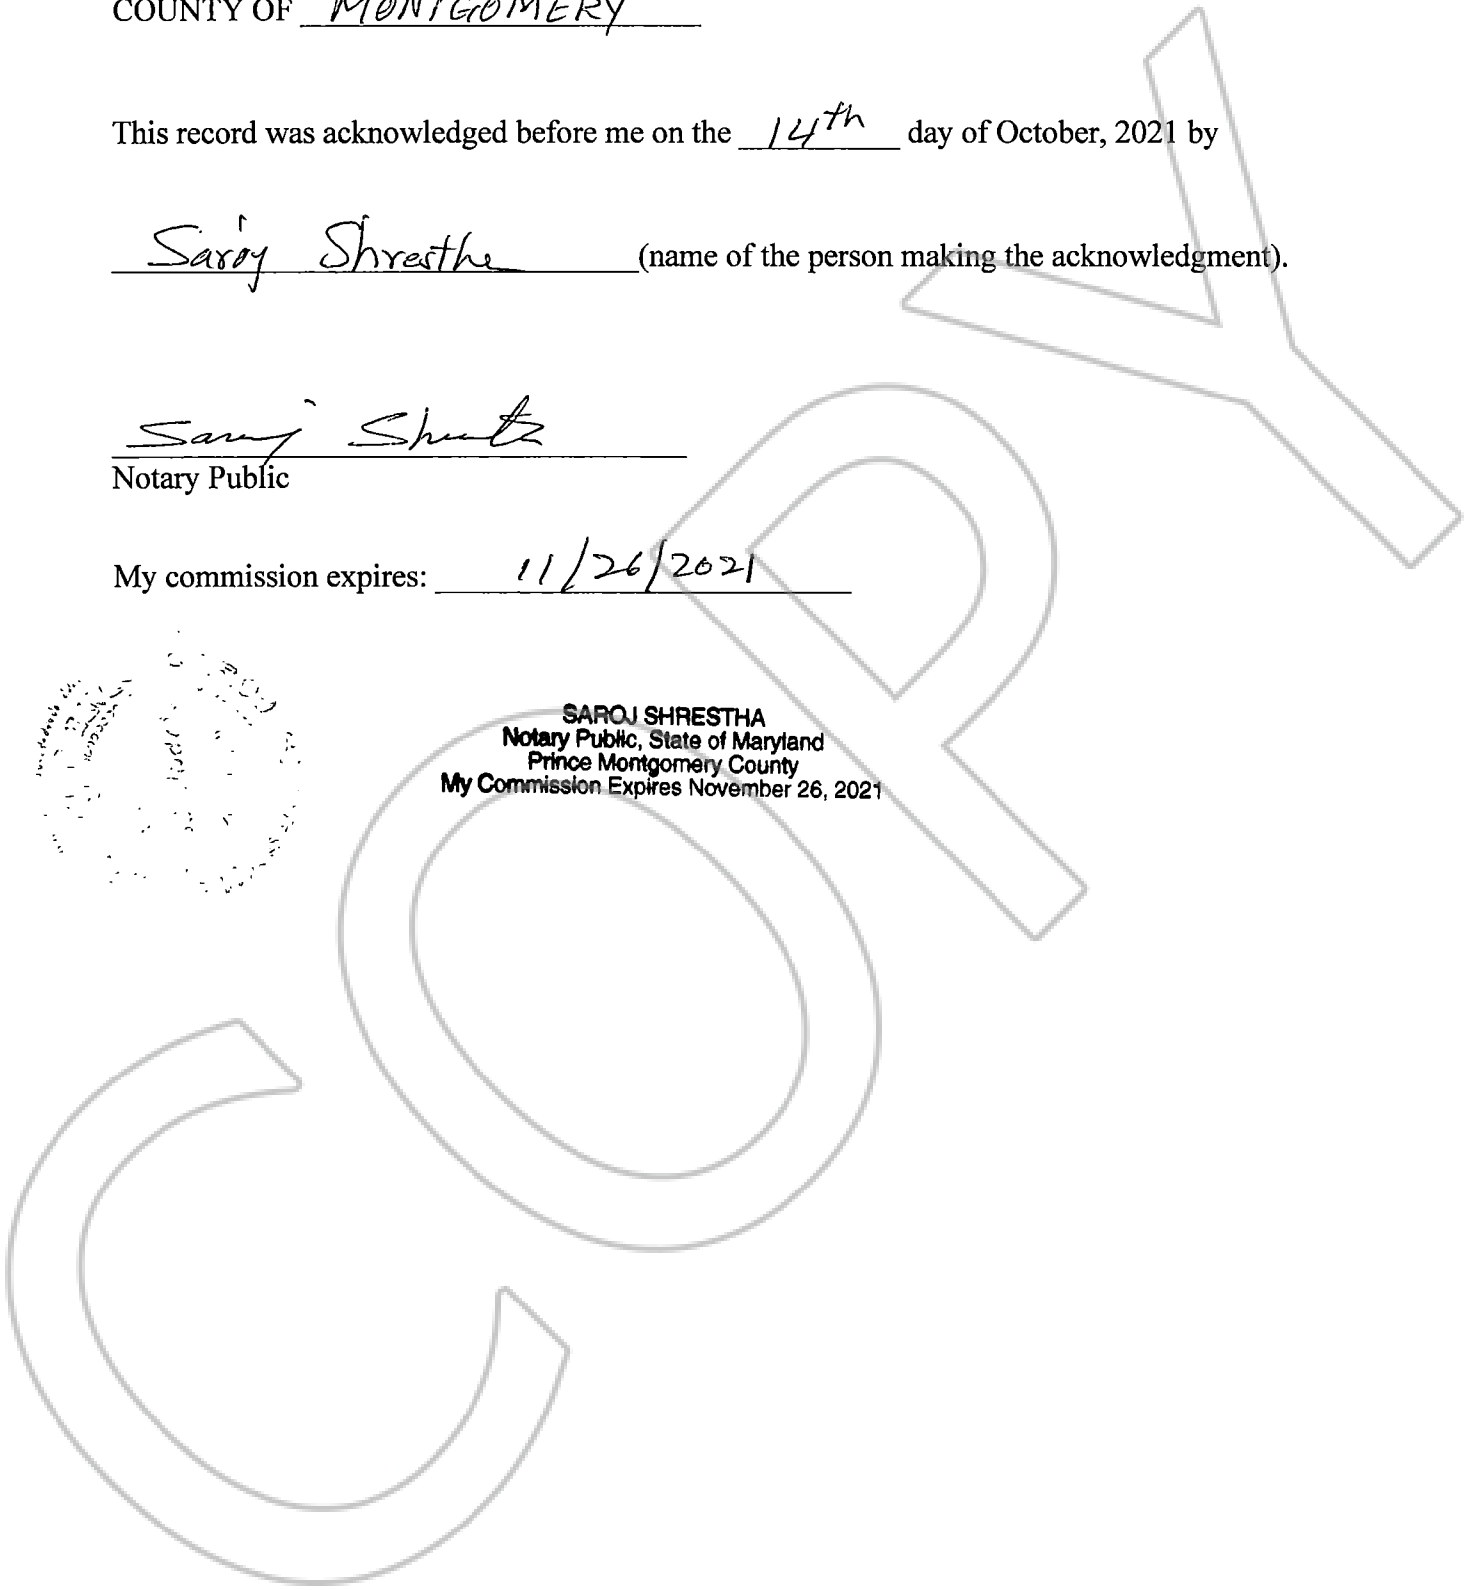 COUNTY OF MONTGOMERY
This record was acknowledged before me on the 14th day of October, 2021 by
Saroj Shrestha (name of the person making the acknowledgment).
Saroj Shrestha
Notary Public
My commission expires: 11/26/2021
SAROJ SHRESTHA
Notary Public, State of Maryland
Prince Montgomery County
My Commission Expires November 26, 2021
COPY